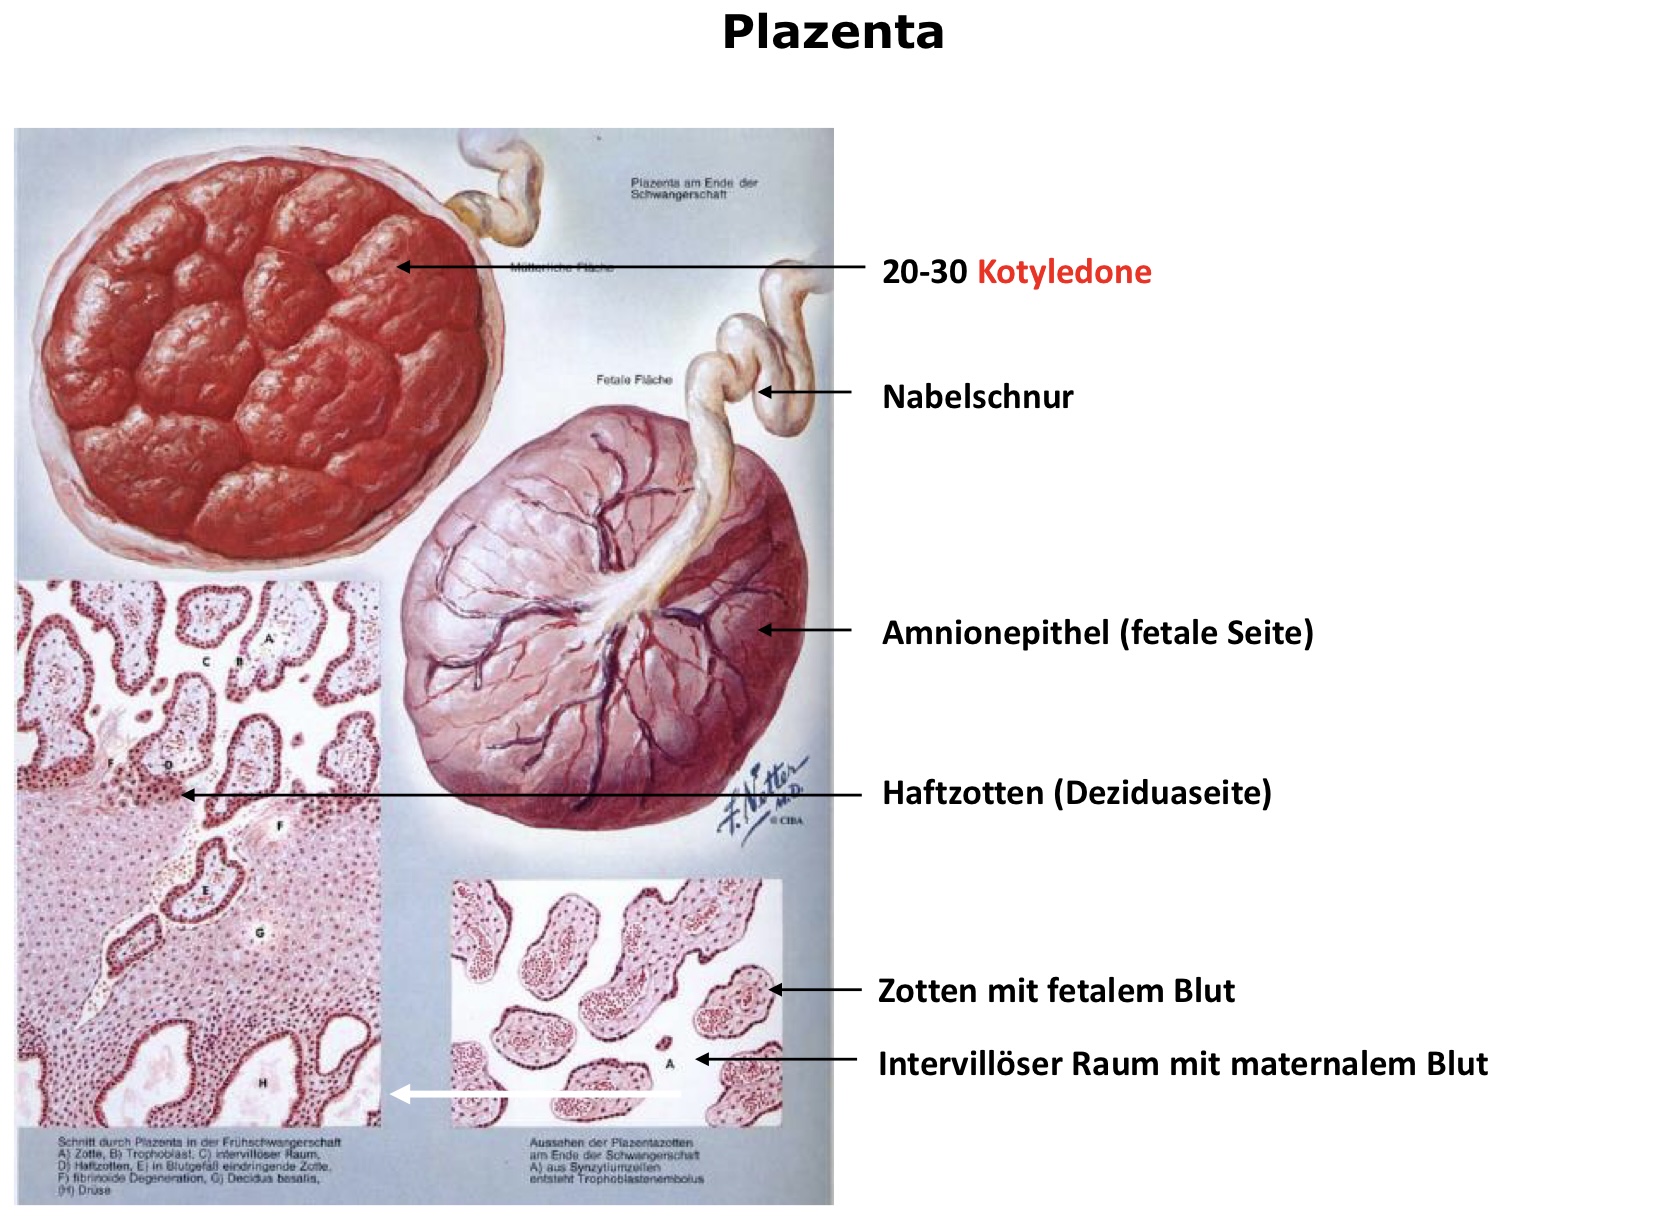 Plazenta
Plazenta am Ende der
Schwangerschaft
Mütterliche Fläche
20-30 Kotyledone
Fetale Fläche
Nabelschnur
Amnionepithel (fetale Seite)
A
C
B
F
D
Haftzotten (Deziduaseite)
F. Netter
M.D.
© CIBA
F
E
G
Zotten mit fetalem Blut
A
Intervillöser Raum mit maternalem Blut
H
Schnitt durch Plazenta in der Frühschwangerschaft
A) Zotte, B) Trophoblast, C) intervillöser Raum,
D) Haftzotten, E) in Blutgefäß eindringende Zotte,
F) fibrinoide Degeneration, G) Decidua basalis,
(H) Drüse
Aussehen der Plazentazotten
am Ende der Schwangerschaft
A) aus Synzytiumzellen
entsteht Trophoblastenembolus